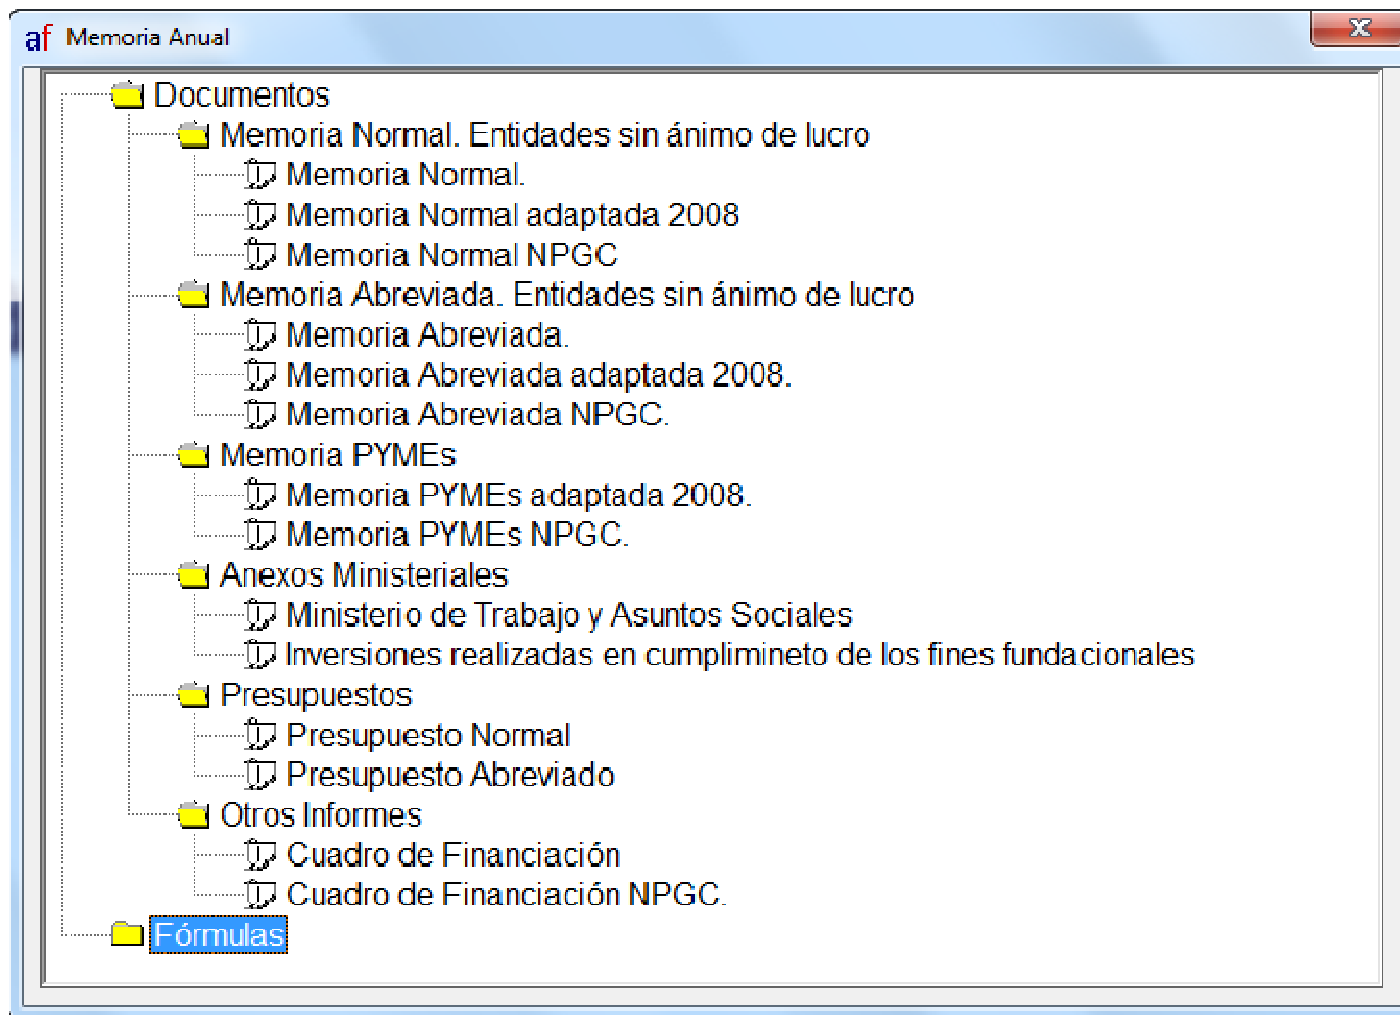 af Memoria Anual
Documentos
Memoria Normal. Entidades sin ánimo de lucro
Memoria Normal.
Memoria Normal adaptada 2008
Memoria Normal NPGC
Memoria Abreviada. Entidades sin ánimo de lucro
Memoria Abreviada.
Memoria Abreviada adaptada 2008.
Memoria Abreviada NPGC.
Memoria PYMEs
Memoria PYMEs adaptada 2008.
Memoria PYMEs NPGC.
Anexos Ministeriales
Ministerio de Trabajo y Asuntos Sociales
Inversiones realizadas en cumplimineto de los fines fundacionales
Presupuestos
Presupuesto Normal
Presupuesto Abreviado
Otros Informes
Cuadro de Financiación
Cuadro de Financiación NPGC.
Fórmulas